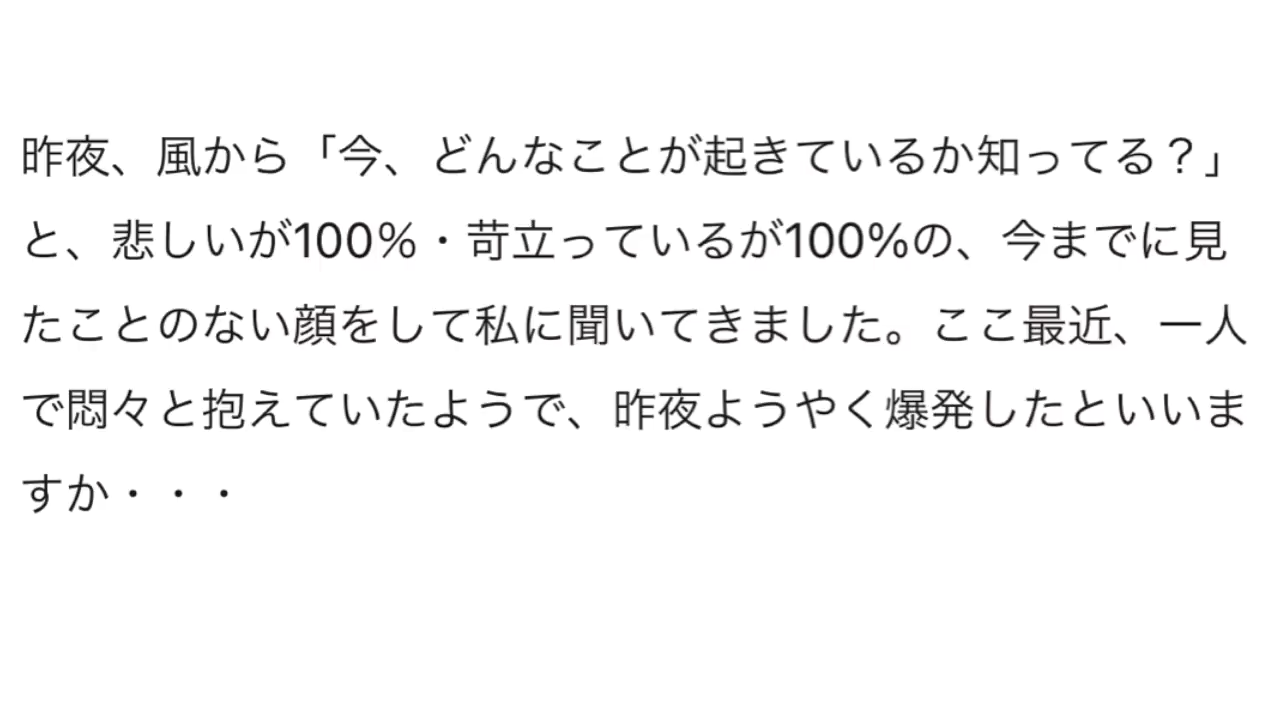 昨夜、風から「今、どんなことが起きているか知ってる？」
と、悲しいが100%・苛立っているが100%の、今までに見
たことのない顔をして私に聞いてきました。ここ最近、一人
で悶々と抱えていたようで、昨夜ようやく爆発したといいま
すか・・・